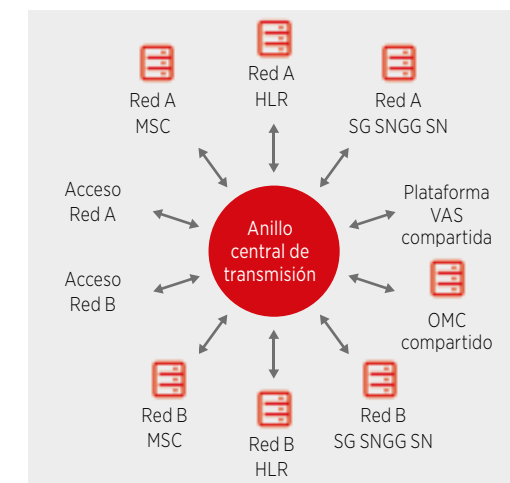 Red A
MSC
Red A
HLR
Red A
SG SNGG SN
Acceso
Red A
Anillo
central de
transmisión
Plataforma
VAS
compartida
Acceso
Red B
OMC
compartido
Red B
MSC
Red B
HLR
Red B
SG SNGG SN